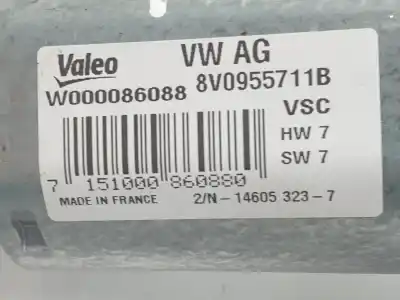 Valeo VW AG
W000086088 8V0955711B
VSC
HW 7
SW 7
7 151000 860880
MADE IN FRANCE 2/N-14605 323-7